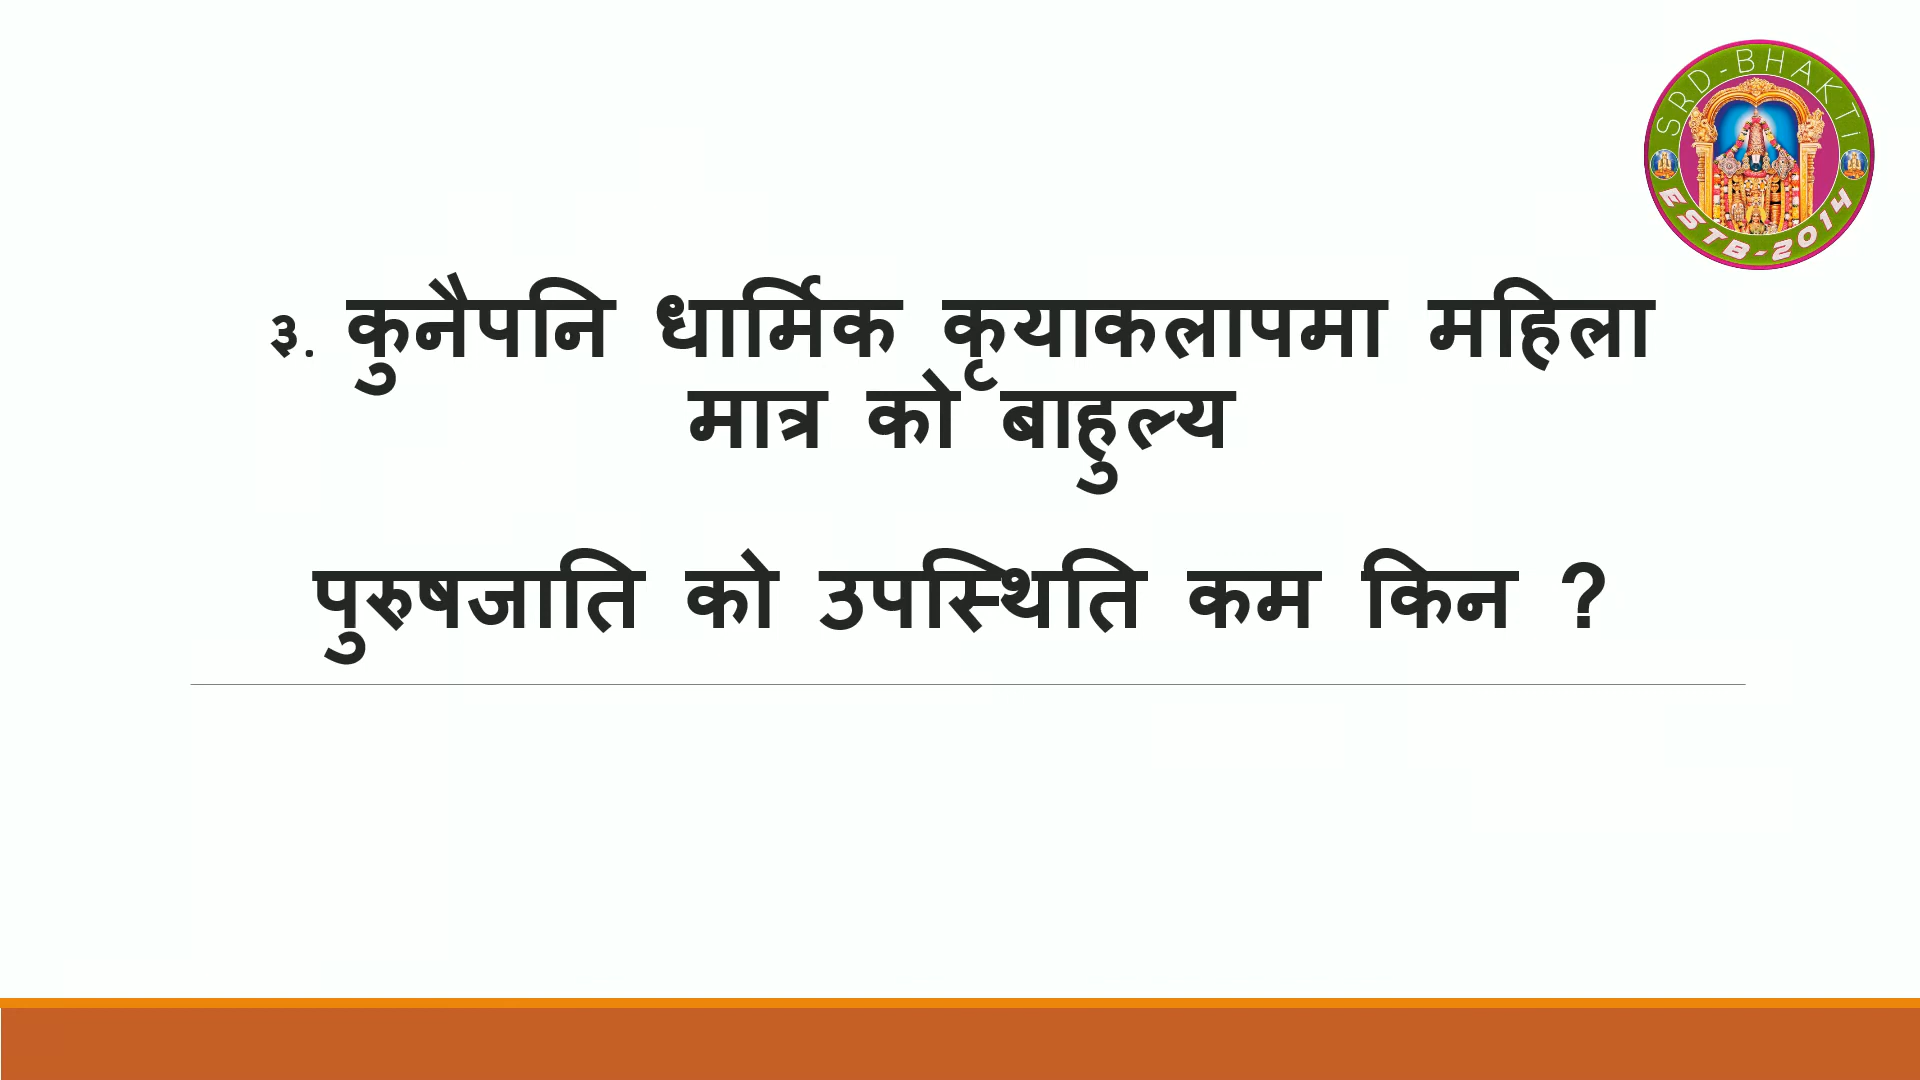 SRD-BHAKTi
ESTB-2014
३. कुनैपनि धार्मिक कृयाकलापमा महिला
मात्र को बाहुल्य
पुरुषजाति को उपस्थिति कम किन ?